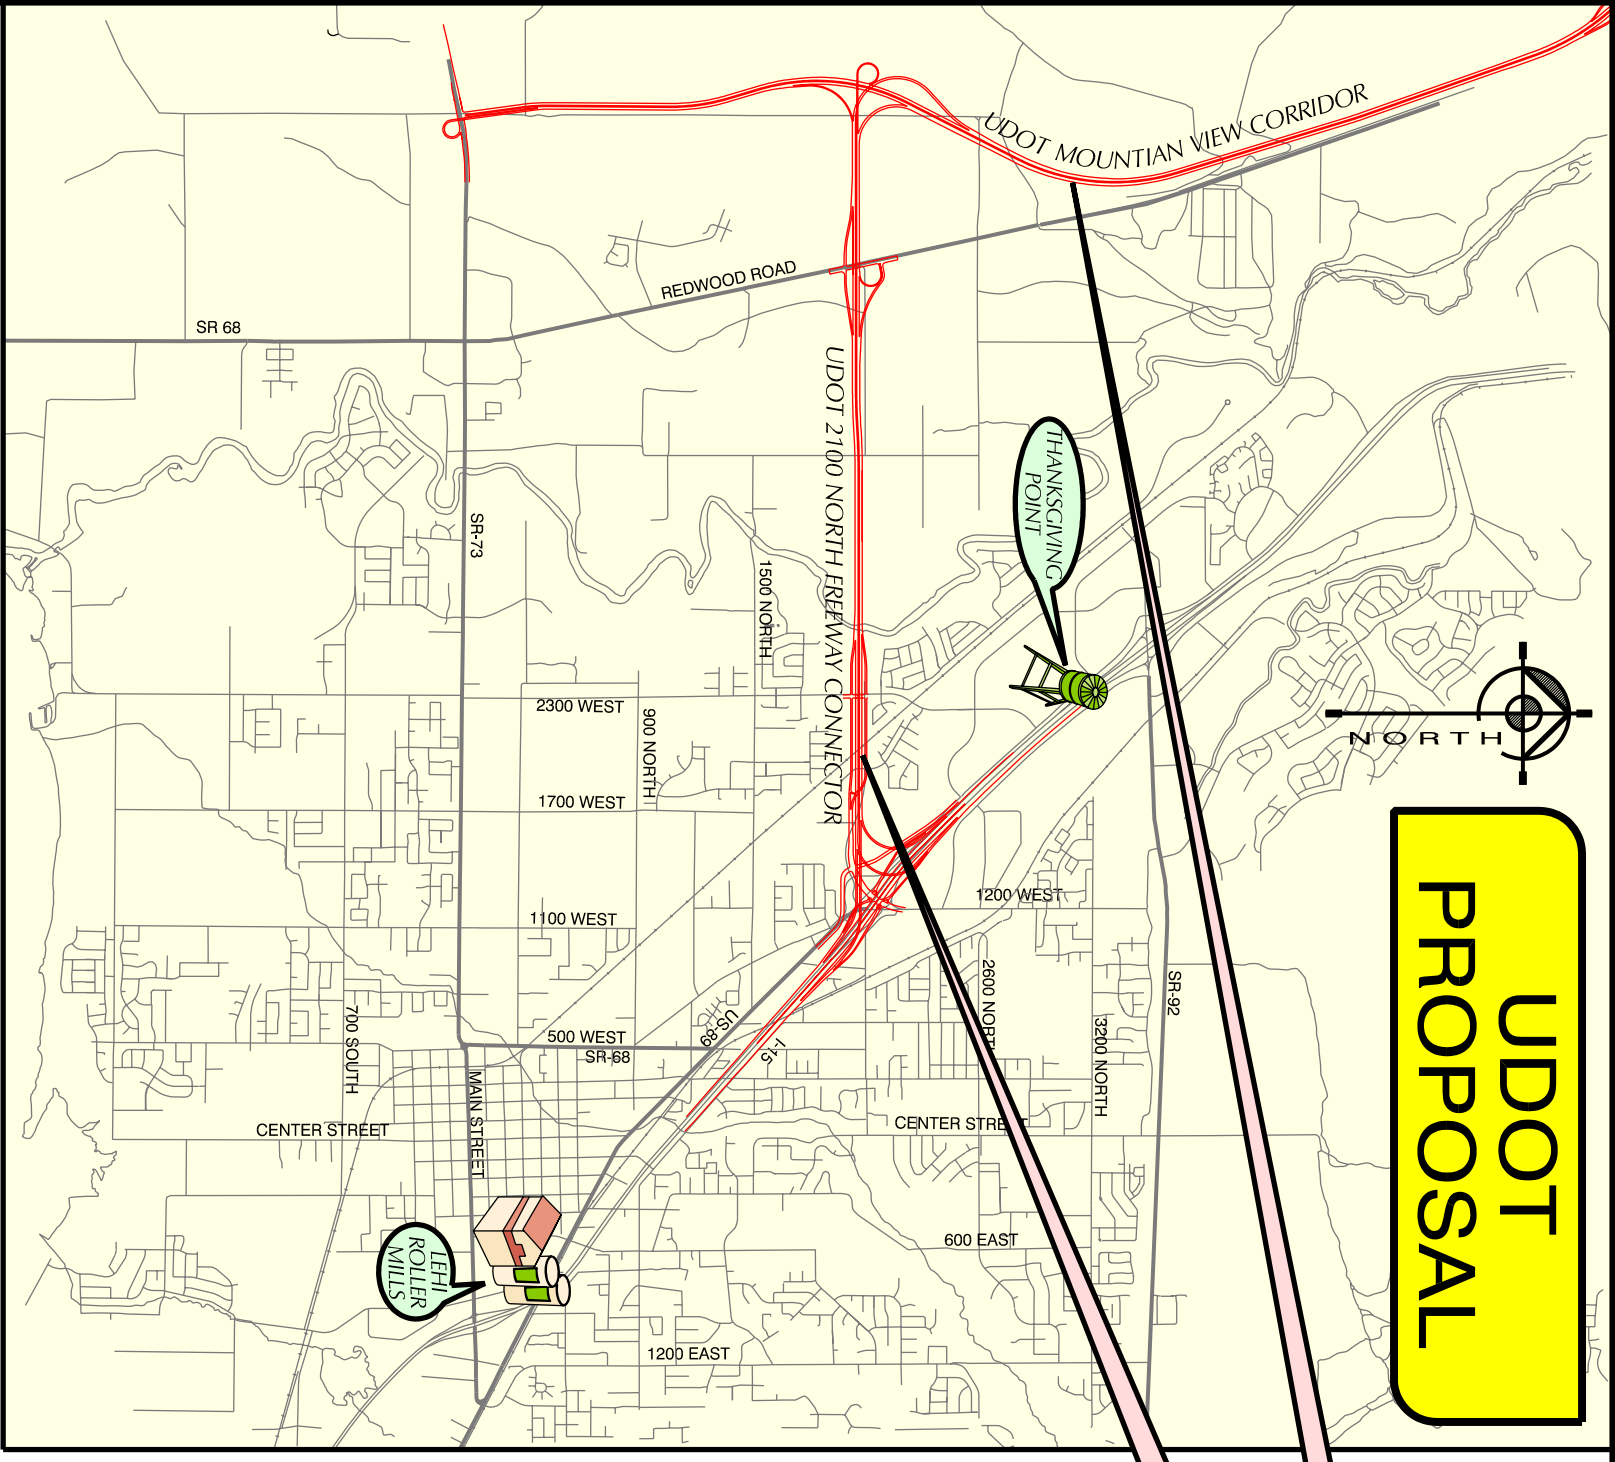 UDOT MOUNTIAN VIEW CORRIDOR
REDWOOD ROAD
SR 68
UDOT 2100 NORTH FREEWAY CONNECTOR
THANKSGIVING
POINT
SR-73
1500 NORTH
2300 WEST
900 NORTH
NORTH
1700 WEST
1200 WEST
1100 WEST
2600 NORTH
SR-92
700 SOUTH
500 WEST
SR-68
US-89
I-15
3200 NORTH
MAIN STREET
CENTER STREET
CENTER STREET
600 EAST
LEHI
ROLLER
MILLS
1200 EAST
UDOT
PROPOSAL